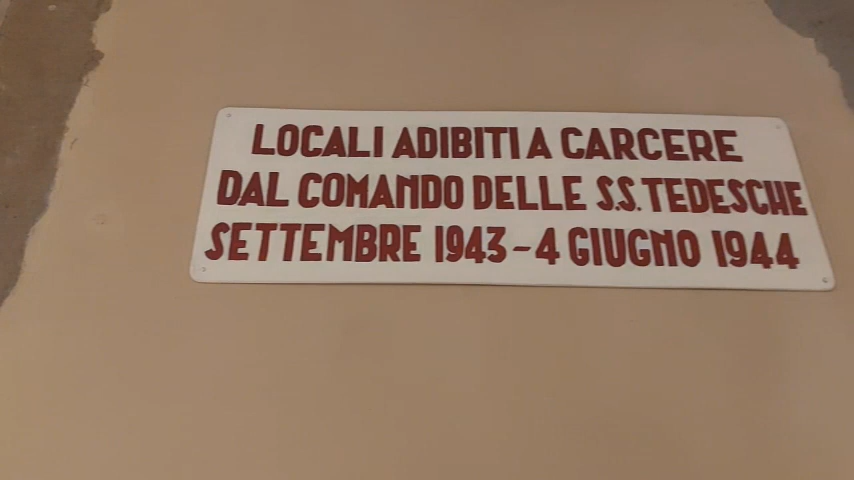 LOCALI ADIBITI A CARCERE
DAL COMANDO DELLE S.S. TEDESCHE
SETTEMBRE 1943-4 GIUGNO 1944